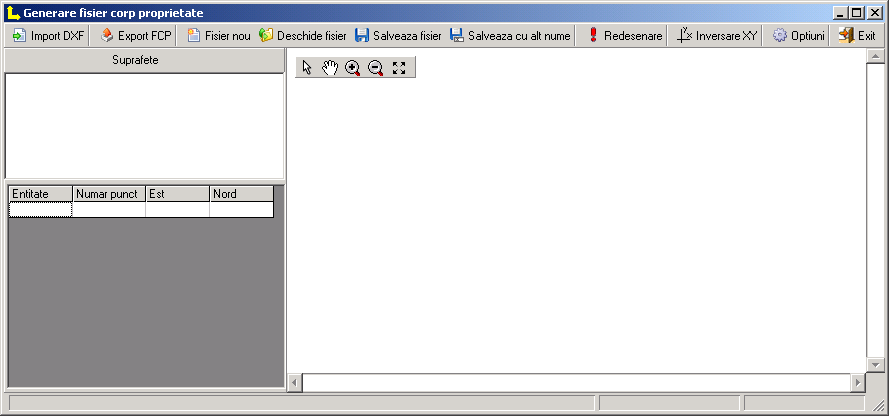 Generare fisier corp proprietate
Import DXF Export FCP Fisier nou Deschide fisier Salveaza fisier Salveaza cu alt nume Redesenare Inversare XY Optiuni Exit
Suprafete
Entitate Numar punct Est Nord